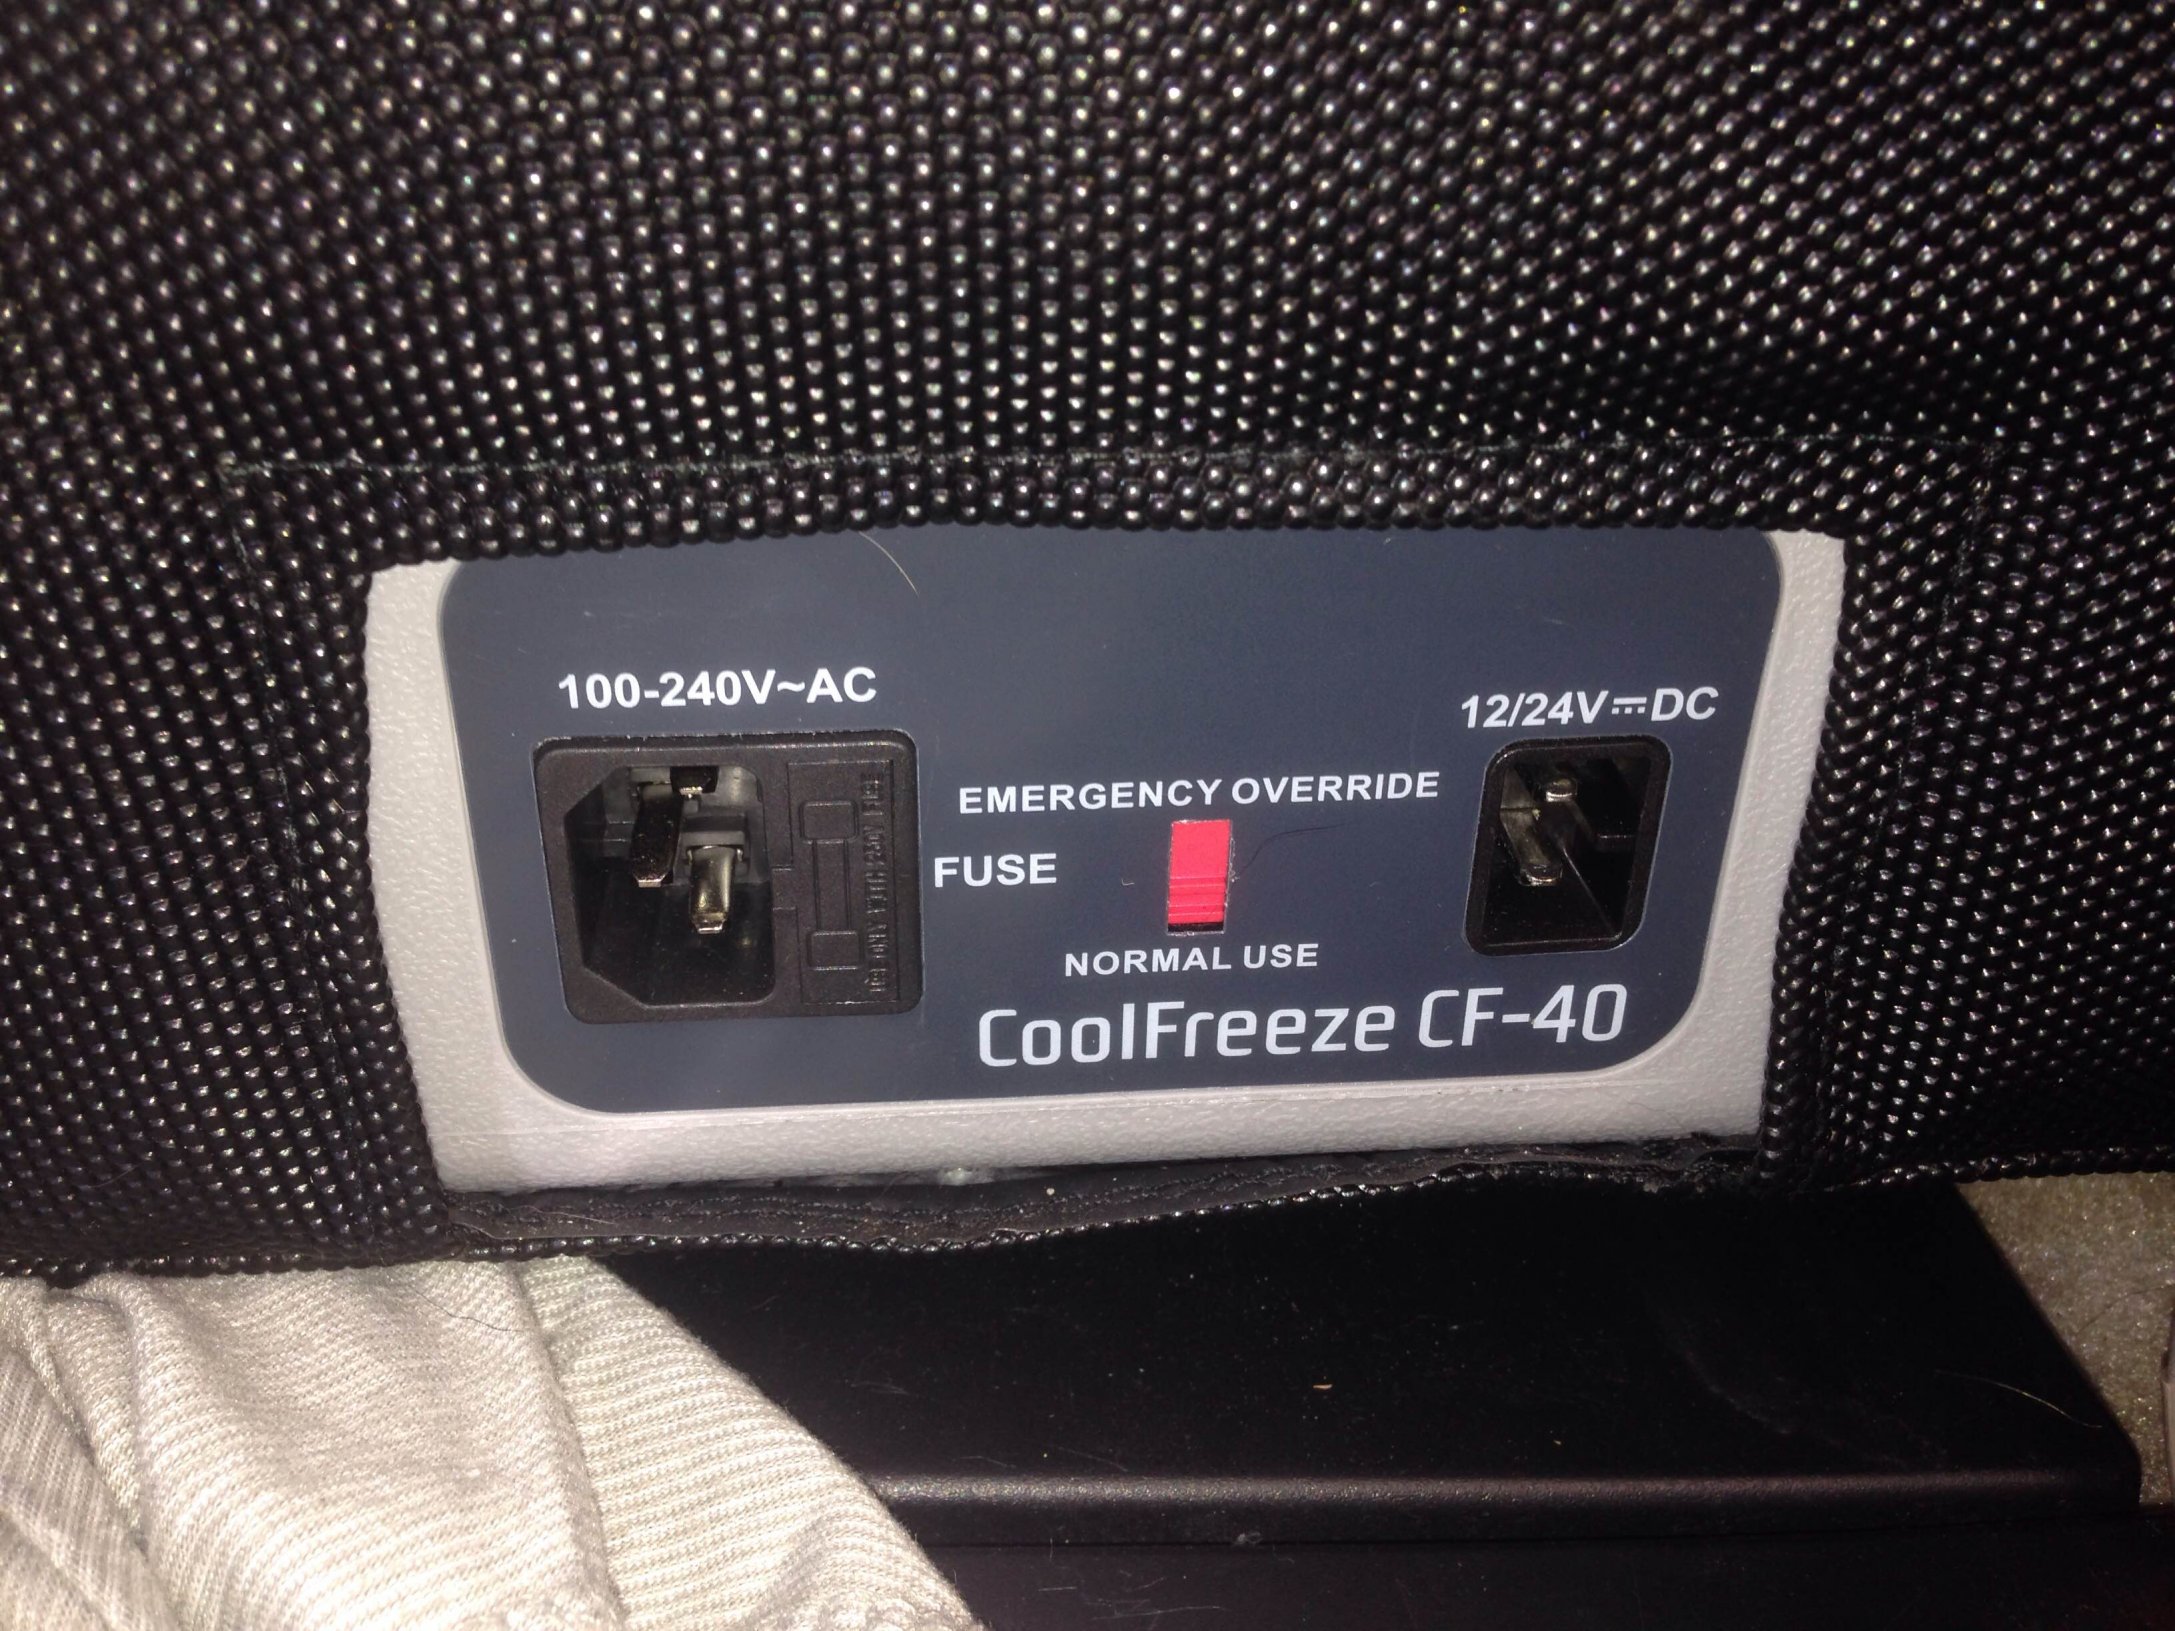 100-240V~AC
12/24V⎓DC
EMERGENCY OVERRIDE
FUSE
NORMAL USE
CoolFreeze CF-40